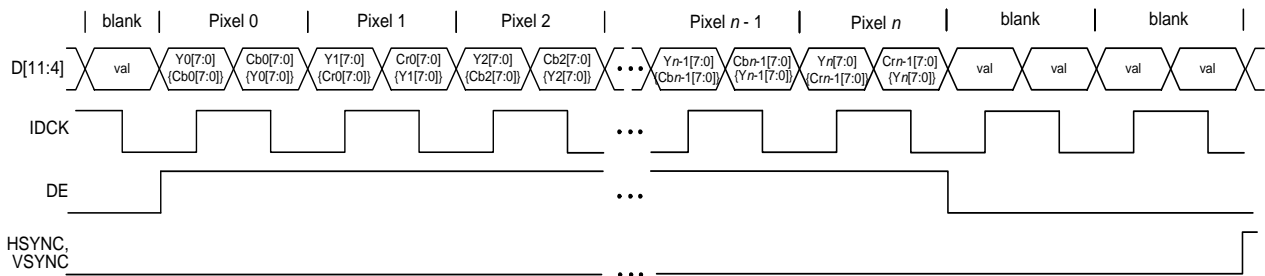 blank Pixel 0 Pixel 1 Pixel 2 Pixel n - 1 Pixel n blank blank
D[11:4] val Y0[7:0] Cb0[7:0] Y1[7:0] Cr0[7:0] Y2[7:0] Cb2[7:0] ... Yn-1[7:0] Cbn-1[7:0] Yn[7:0] Crn-1[7:0] val val val val
{Cb0[7:0]} {Y0[7:0]} {Cr0[7:0]} {Y1[7:0]} {Cb2[7:0]} {Y2[7:0]} {Cbn-1[7:0]} {Yn-1[7:0]} {Crn-1[7:0]} {Yn[7:0]}
IDCK ...
DE ...
HSYNC,
VSYNC ...